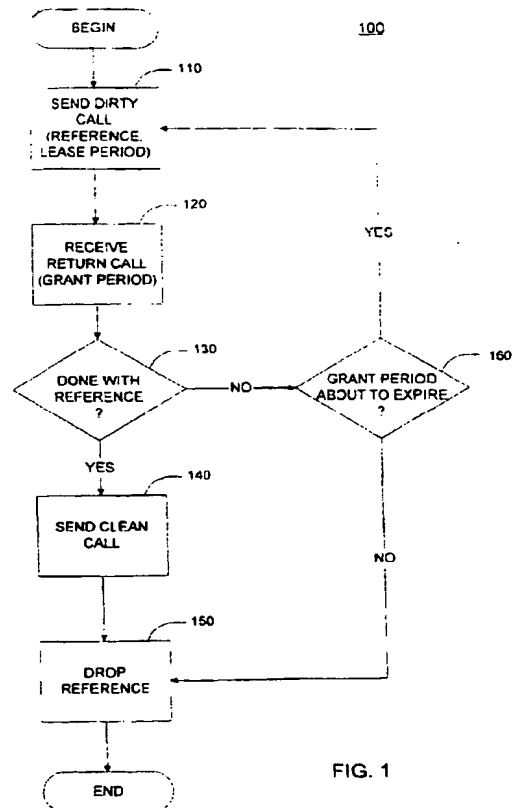 BEGIN
100
110
SEND DIRTY
CALL
(REFERENCE,
LEASE PERIOD)
120
RECEIVE
RETURN CALL
(GRANT PERIOD)
YES
130
DONE WITH
REFERENCE
?
NO
160
GRANT PERIOD
ABOUT TO EXPIRE
?
YES
140
SEND CLEAN
CALL
NO
150
DROP
REFERENCE
END
FIG. 1